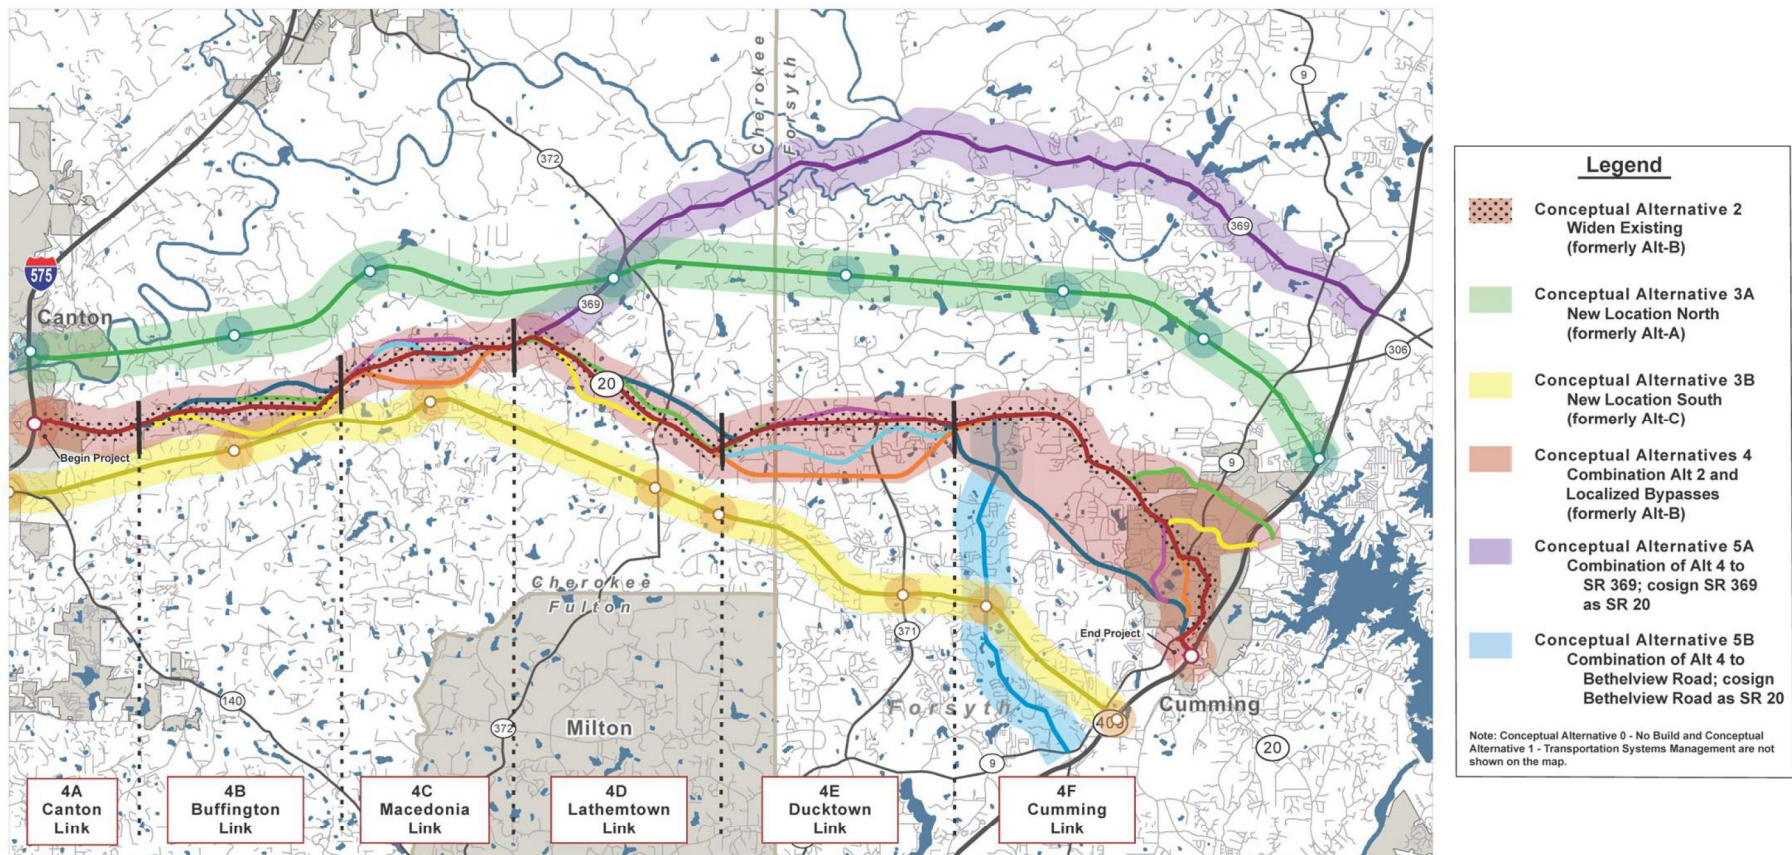 Cherokee
Forsyth
9
372
369
575
Canton
369
306
20
Begin Project
9
Cherokee
Fulton
End Project
371
140
372
Milton
Forsyth
400
Cumming
20
9
4A
Canton
Link
4B
Buffington
Link
4C
Macedonia
Link
4D
Lathemtown
Link
4E
Ducktown
Link
4F
Cumming
Link
Legend
Conceptual Alternative 2
Widen Existing
(formerly Alt-B)
Conceptual Alternative 3A
New Location North
(formerly Alt-A)
Conceptual Alternative 3B
New Location South
(formerly Alt-C)
Conceptual Alternatives 4
Combination Alt 2 and
Localized Bypasses
(formerly Alt-B)
Conceptual Alternative 5A
Combination of Alt 4 to
SR 369; cosign SR 369
as SR 20
Conceptual Alternative 5B
Combination of Alt 4 to
Bethelview Road; cosign
Bethelview Road as SR 20
Note: Conceptual Alternative 0 - No Build and Conceptual
Alternative 1 - Transportation Systems Management are not
shown on the map.